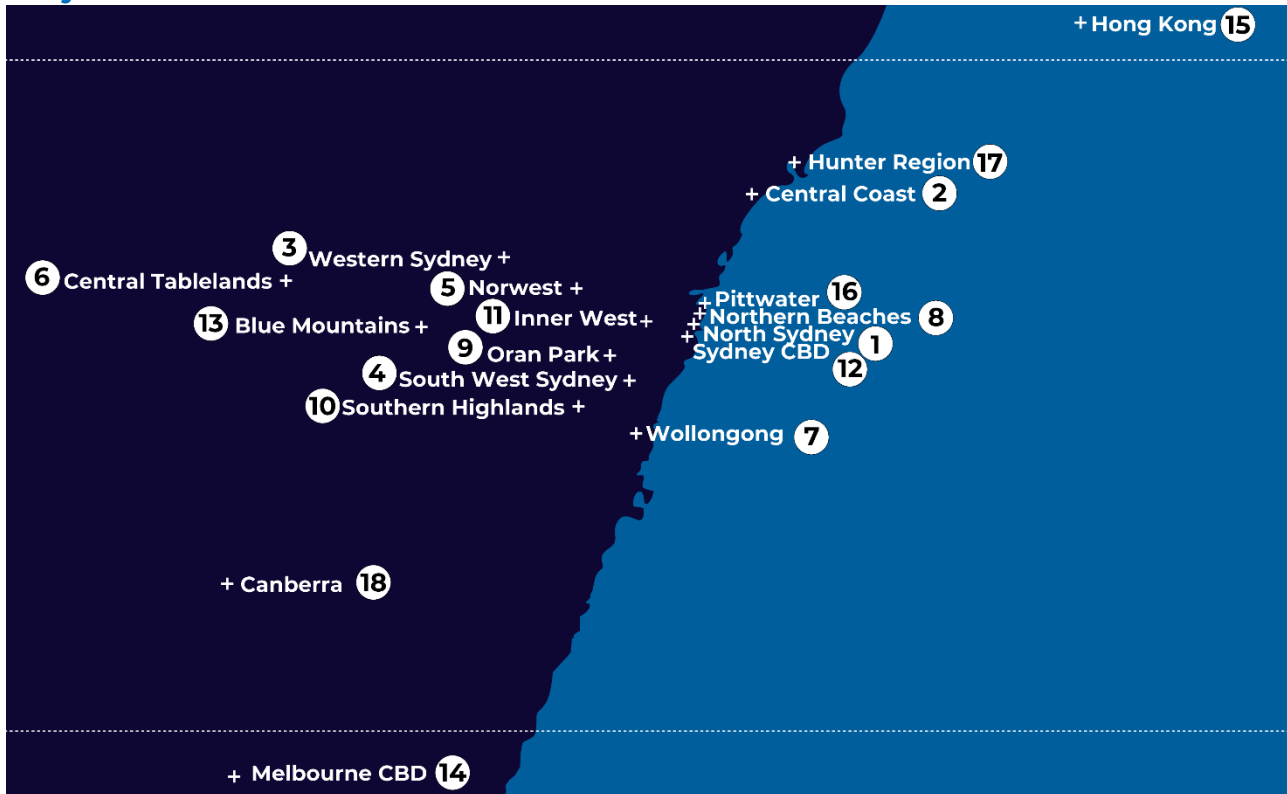 Hong Kong 15
Hunter Region 17
Central Coast 2
3 Western Sydney
6 Central Tablelands
5 Norwest
Pittwater 16
11 Inner West
Northern Beaches 8
13 Blue Mountains
North Sydney 1
9 Oran Park
Sydney CBD 12
4 South West Sydney
10 Southern Highlands
Wollongong 7
Canberra 18
Melbourne CBD 14